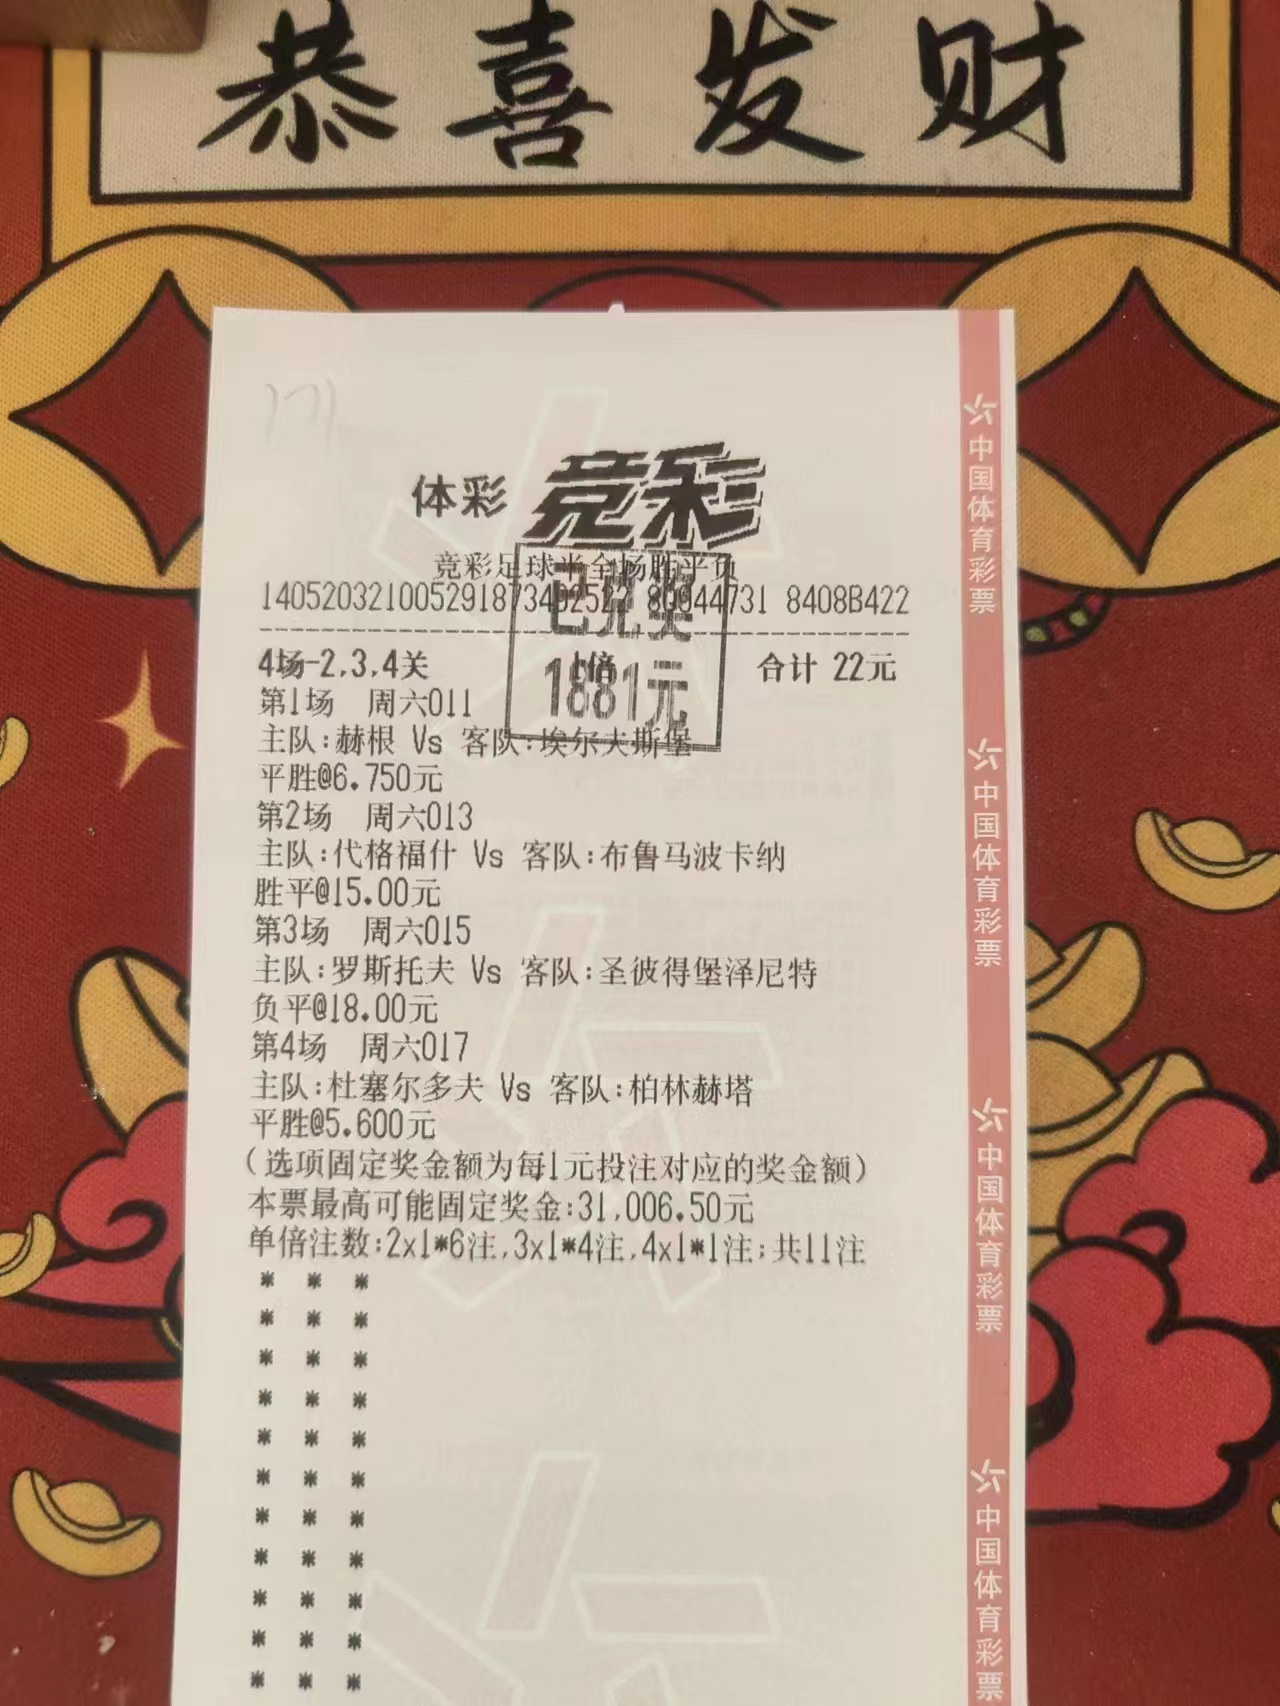 恭喜发财
体彩 竞彩
竞彩足球半全场胜平负
已兑奖
1881元
80944731 8408B422
4场-2,3,4关 1倍 合计 22元
第1场 周六011
主队:赫根 Vs 客队:埃尔夫斯堡
平胜@6.750元
第2场 周六013
主队:代格福什 Vs 客队:布鲁马波卡纳
胜平@15.00元
第3场 周六015
主队:罗斯托夫 Vs 客队:圣彼得堡泽尼特
负平@18.00元
第4场 周六017
主队:杜塞尔多夫 Vs 客队:柏林赫塔
平胜@5.600元
(选项固定奖金额为每1元投注对应的奖金额)
本票最高可能固定奖金:31,006.50元
单倍注数:2x1*6注,3x1*4注,4x1*1注;共11注
* * *
* * *
* * *
* * *
* * *
* * *
* * *
* * *
* * *
* * *
* * *
中国体育彩票
中国体育彩票
中国体育彩票
中国体育彩票